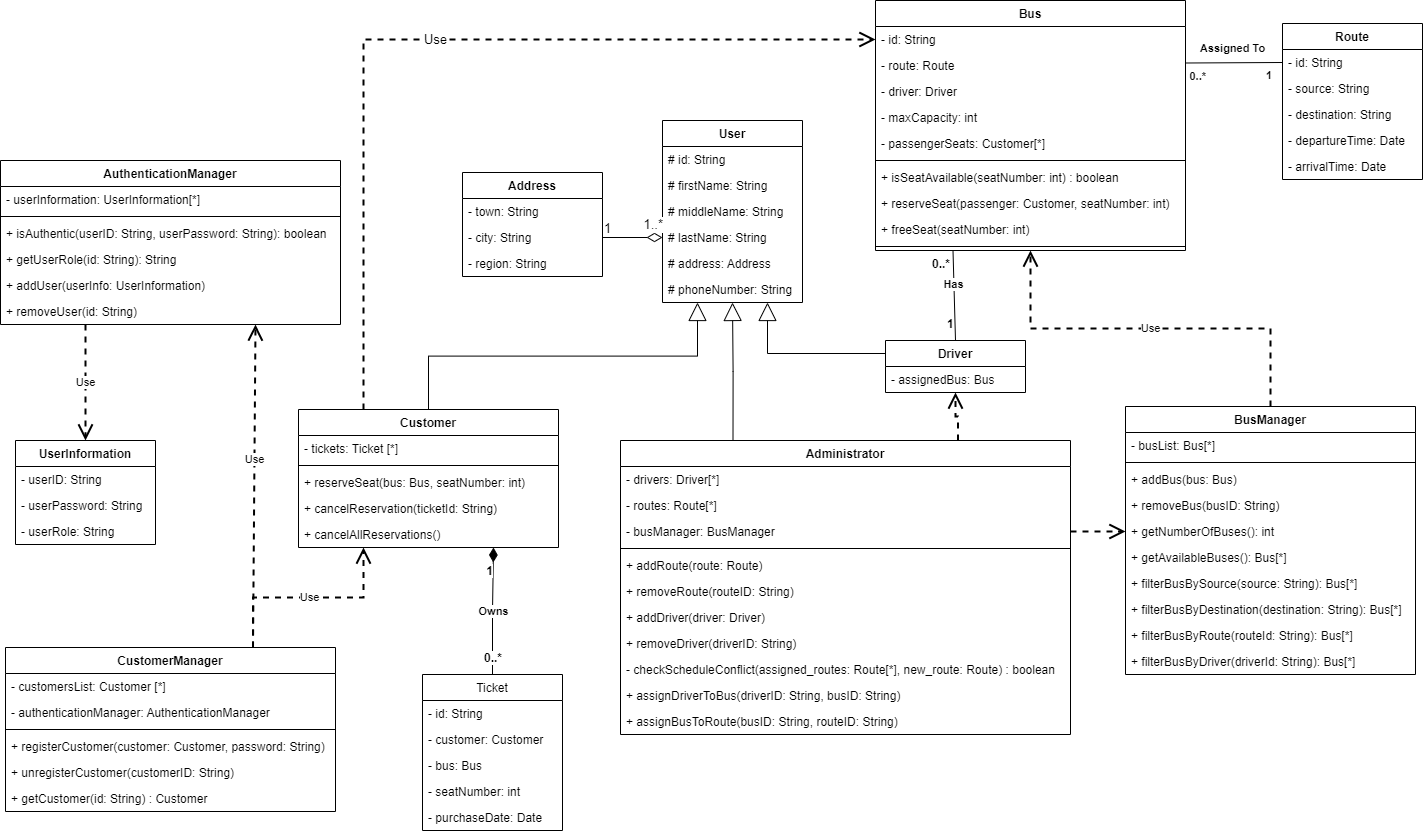 Bus
- id: String
- route: Route
- driver: Driver
- maxCapacity: int
- passengerSeats: Customer[*]
+ isSeatAvailable(seatNumber: int) : boolean
+ reserveSeat(passenger: Customer, seatNumber: int)
+ freeSeat(seatNumber: int)
Use
Assigned To
0..*
1
Route
- id: String
- source: String
- destination: String
- departureTime: Date
- arrivalTime: Date
User
# id: String
# firstName: String
# middleName: String
# lastName: String
# address: Address
# phoneNumber: String
Address
- town: String
- city: String
- region: String
1
1..*
AuthenticationManager
- userInformation: UserInformation[*]
+ isAuthentic(userID: String, userPassword: String): boolean
+ getUserRole(id: String): String
+ addUser(userInfo: UserInformation)
+ removeUser(id: String)
0..*
Has
1
Use
Driver
- assignedBus: Bus
Use
UserInformation
- userID: String
- userPassword: String
- userRole: String
Use
Customer
- tickets: Ticket [*]
+ reserveSeat(bus: Bus, seatNumber: int)
+ cancelReservation(ticketId: String)
+ cancelAllReservations()
Administrator
- drivers: Driver[*]
- routes: Route[*]
- busManager: BusManager
+ addRoute(route: Route)
+ removeRoute(routeID: String)
+ addDriver(driver: Driver)
+ removeDriver(driverID: String)
- checkScheduleConflict(assigned_routes: Route[*], new_route: Route) : boolean
+ assignDriverToBus(driverID: String, busID: String)
+ assignBusToRoute(busID: String, routeID: String)
BusManager
- busList: Bus[*]
+ addBus(bus: Bus)
+ removeBus(busID: String)
+ getNumberOfBuses(): int
+ getAvailableBuses(): Bus[*]
+ filterBusBySource(source: String): Bus[*]
+ filterBusByDestination(destination: String): Bus[*]
+ filterBusByRoute(routeId: String): Bus[*]
+ filterBusByDriver(driverId: String): Bus[*]
Use
1
Owns
0..*
CustomerManager
- customersList: Customer [*]
- authenticationManager: AuthenticationManager
+ registerCustomer(customer: Customer, password: String)
+ unregisterCustomer(customerID: String)
+ getCustomer(id: String) : Customer
Ticket
- id: String
- customer: Customer
- bus: Bus
- seatNumber: int
- purchaseDate: Date